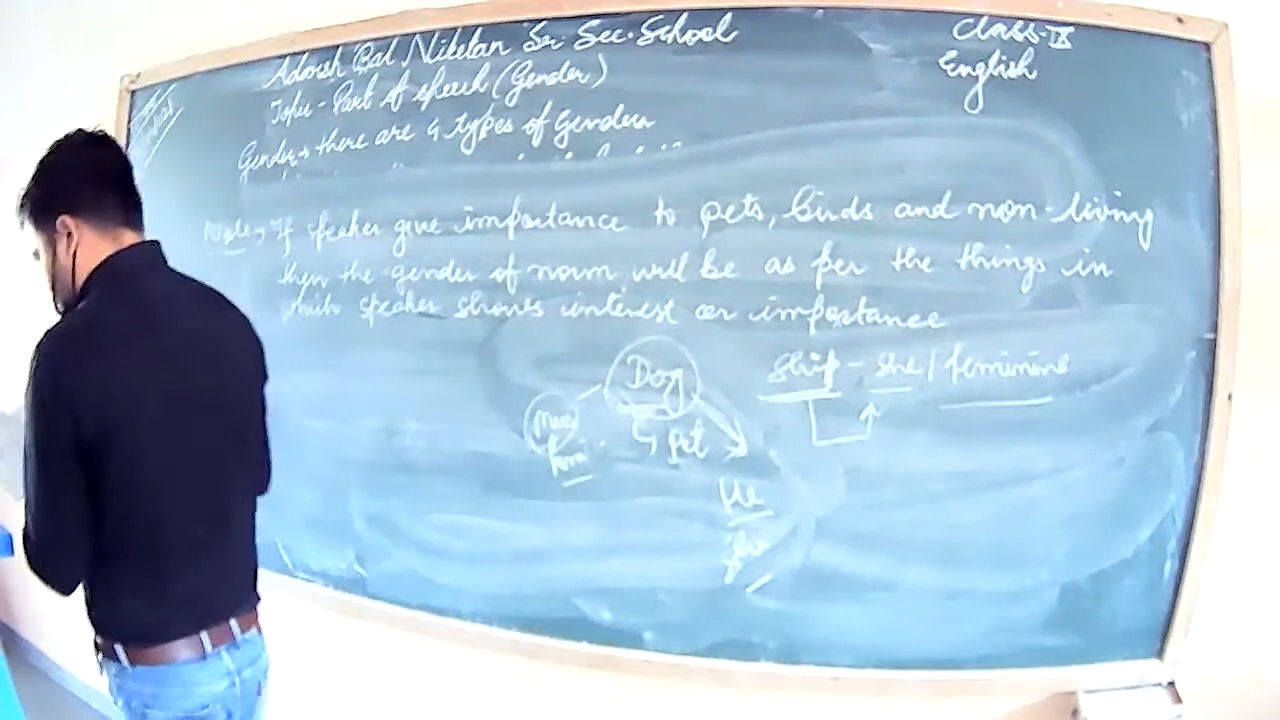 Adarsh Bal Niketan Sr. Sec. School
Class-IX
English
Topic - Part of speech (Gender)
Gender → there are 4 types of Genders
Note → If speaker give importance to pets, birds and non-living
then the gender of noun will be as per the things in
which speaker shows interest or importance
Dog
Ship - she / feminine
Pet
He